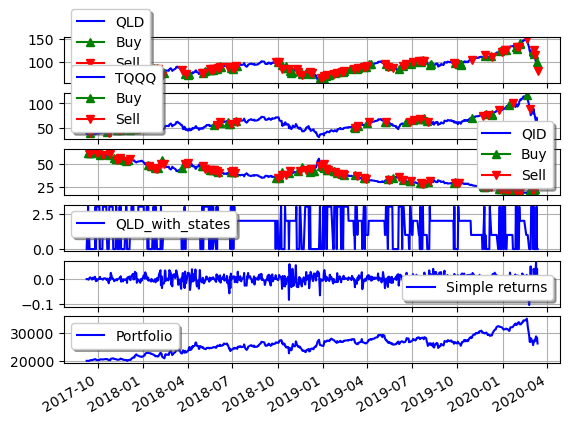 QLD
Buy
Sell
150
100
TQQQ
Buy
Sell
100
50
QID
Buy
Sell
50
25
QLD_with_states
2.5
0.0
Simple returns
0.0
−0.1
Portfolio
30000
20000
2017-10
2018-01
2018-04
2018-07
2018-10
2019-01
2019-04
2019-07
2019-10
2020-01
2020-04